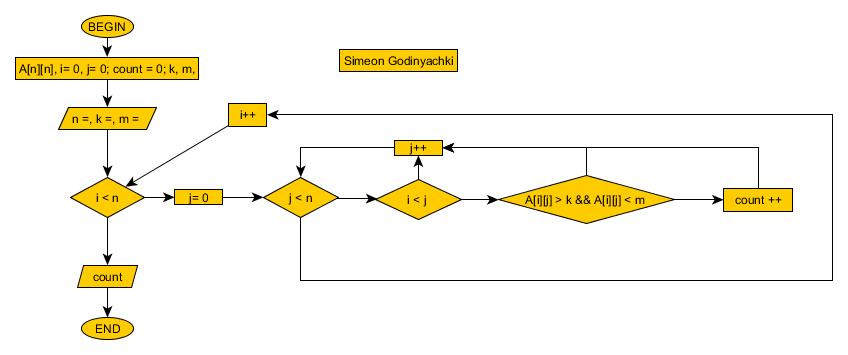 BEGIN
A[n][n], i= 0, j= 0; count = 0; k, m,
Simeon Godinyachki
n =, k =, m =
i++
j++
i < n
j= 0
j < n
i < j
A[i][j] > k && A[i][j] < m
count ++
count
END